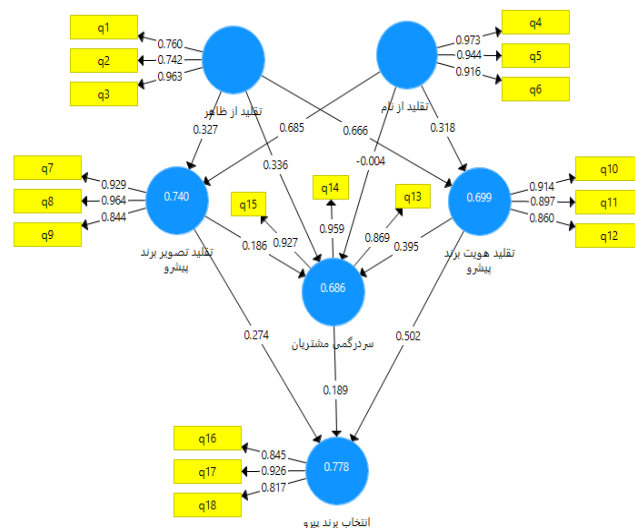 q1
0.760
q2
0.742
q3
0.963
تقلید از ظاهر
q4
0.973
q5
0.944
q6
0.916
تقلید از نام
0.327
0.685
0.336
0.666
-0.004
0.318
q7
0.929
q8
0.964
q9
0.844
0.740
تقلید تصویر برند
پیشرو
q15
0.927
q14
0.959
q13
0.869
q10
0.914
q11
0.897
q12
0.860
0.699
تقلید هویت برند
پیشرو
0.186
0.395
0.686
سردرگمی مشتریان
0.274
0.189
0.502
q16
0.845
q17
0.926
q18
0.817
0.778
انتخاب برند پیرو